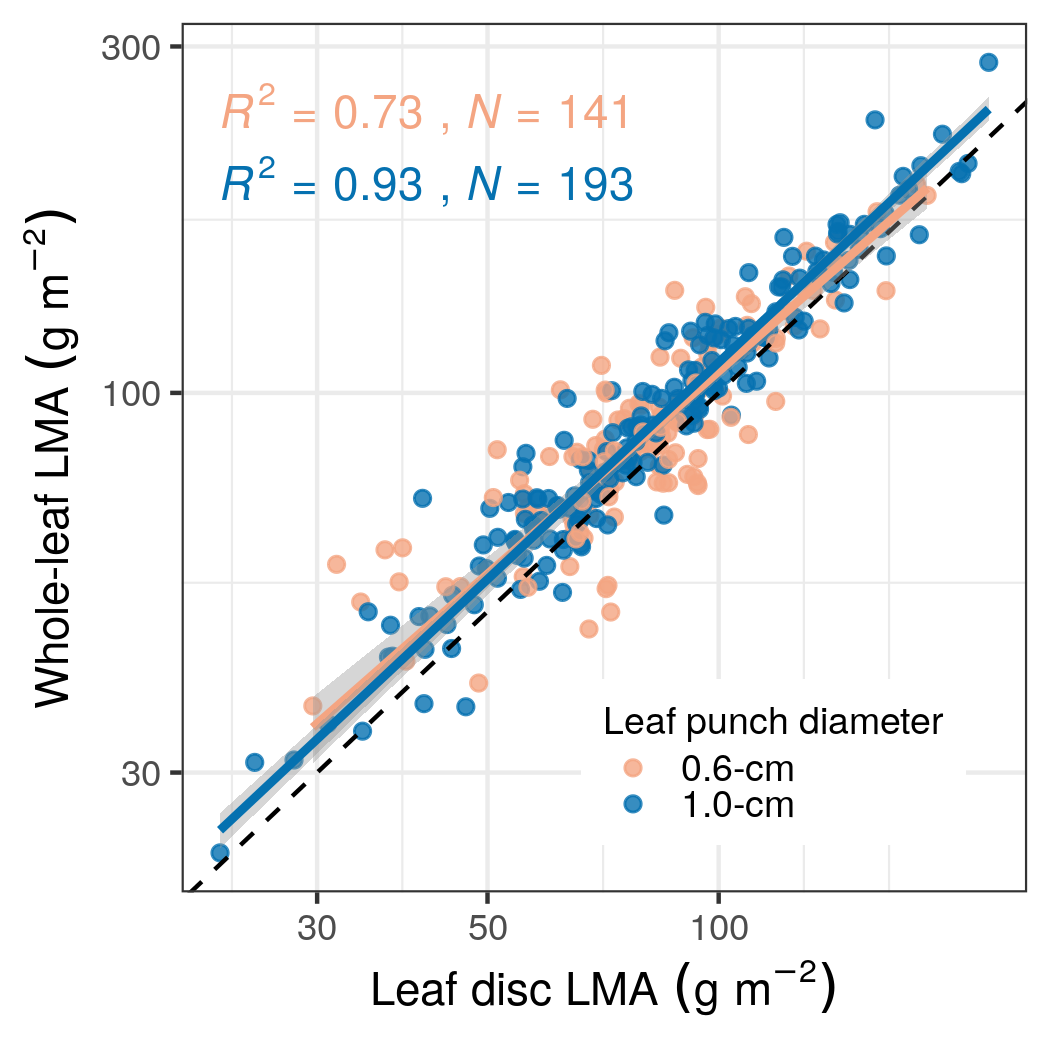 300
R² = 0.73 , N = 141
R² = 0.93 , N = 193
Whole-leaf LMA (g m⁻²)
100
Leaf punch diameter
0.6-cm
1.0-cm
30
30 50 100
Leaf disc LMA (g m⁻²)